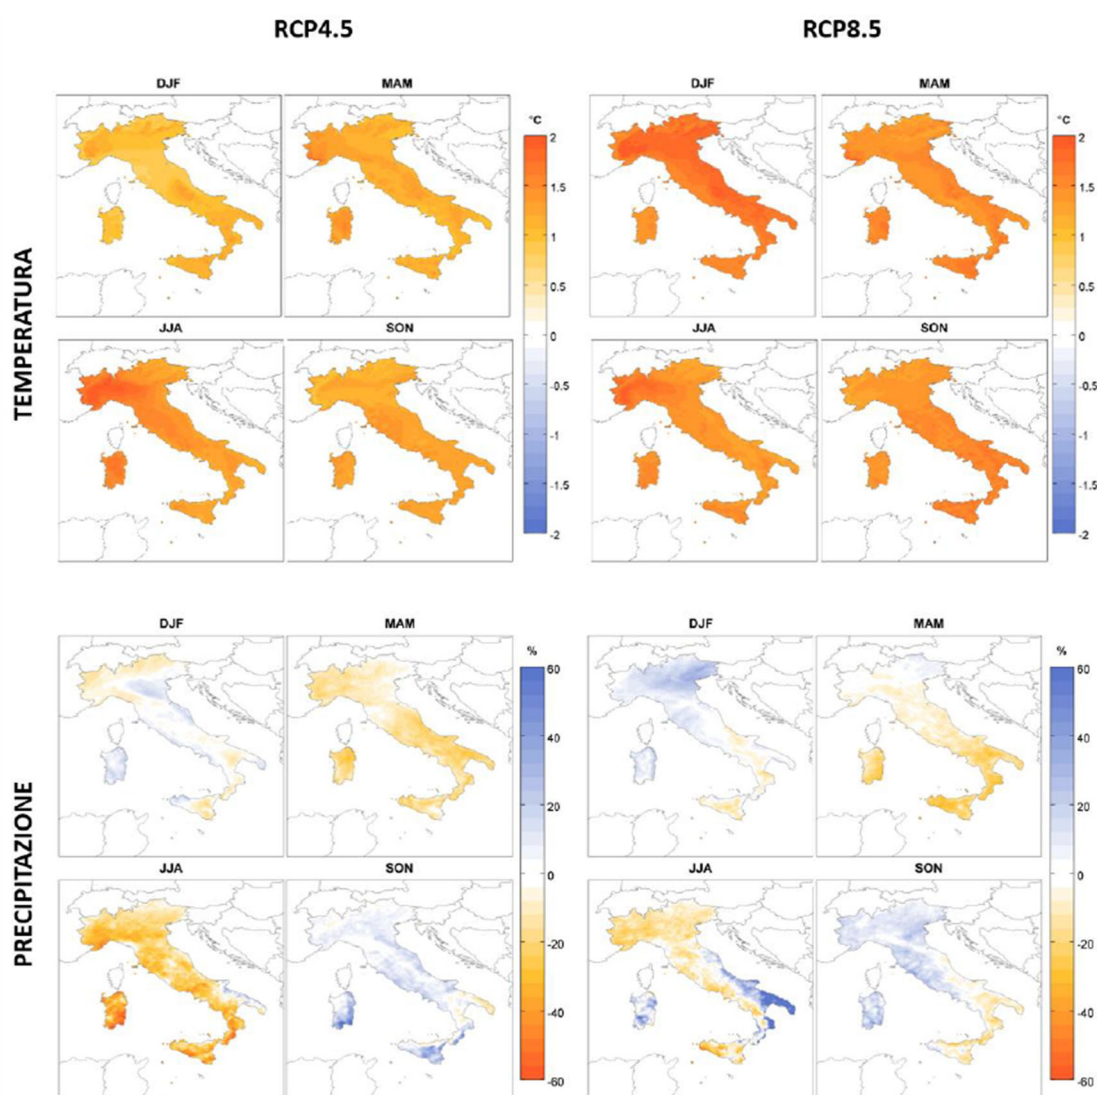 RCP4.5 RCP8.5
DJF MAM DJF MAM
°C °C
2 2
1.5 1.5
1 1
0.5 0.5
0 0
-0.5 -0.5
-1 -1
-1.5 -1.5
-2 -2
TEMPERATURA
JJA SON JJA SON
DJF MAM DJF MAM
% %
60 60
40 40
20 20
0 0
-20 -20
-40 -40
-60 -60
PRECIPITAZIONE
JJA SON JJA SON